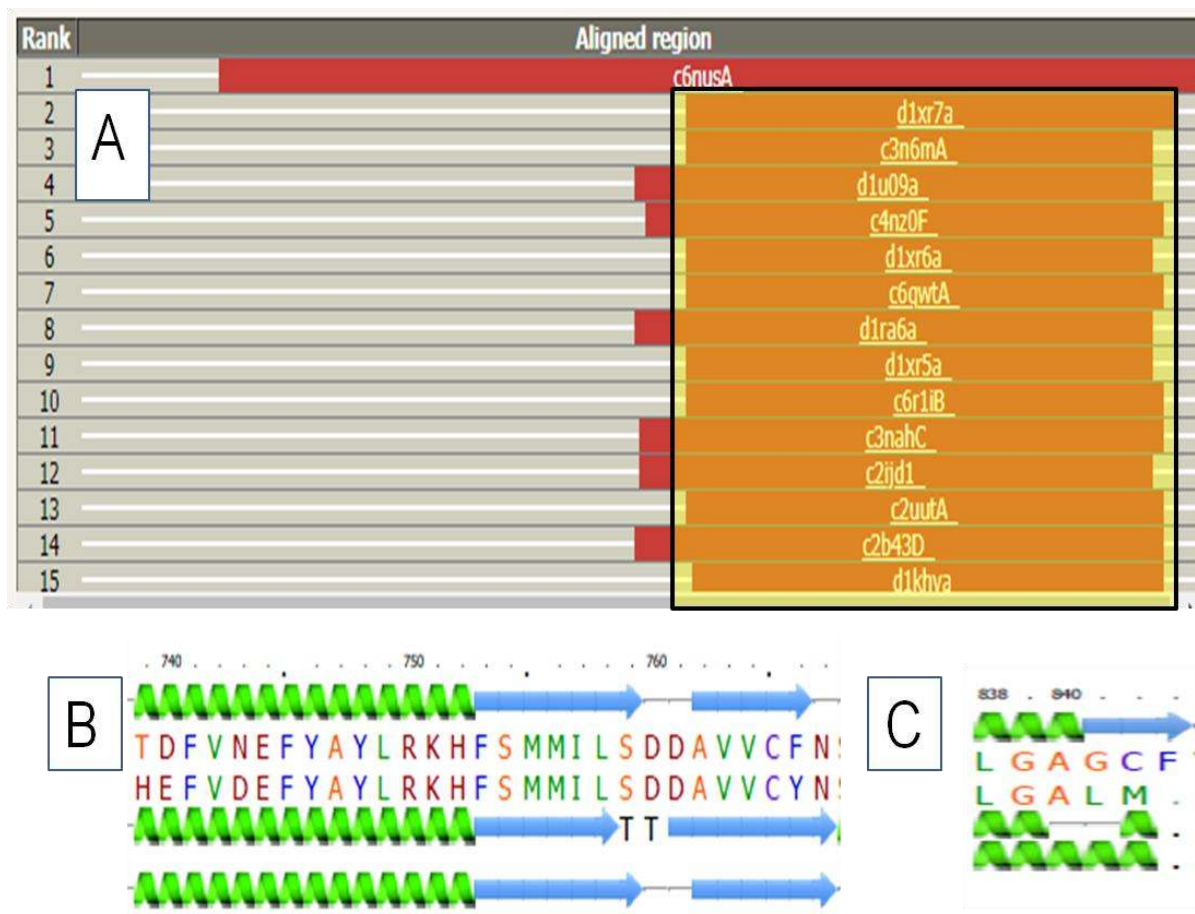 Rank Aligned region
1 c6nusA
A
2 d1xr7a
3 c3n6mA
4 d1u09a
5 c4nz0F
6 d1xr6a
7 c6qwtA
8 d1ra6a
9 d1xr5a
10 c6r1iB
11 c3nahC
12 c2ijd1
13 c2uutA
14 c2b43D
15 d1khva
B
. 740 . . . . . . . . . 750 . . . . . . . . . 760 . . . . . . .
TDFVNEFYAYLRKHFSMMILSDDAVVCFNS
HEFVDEFYAYLRKHFSMMILSDDAVVCYNS
TT
C
838 . 840 . . .
LGAGCF
LGALM .
.